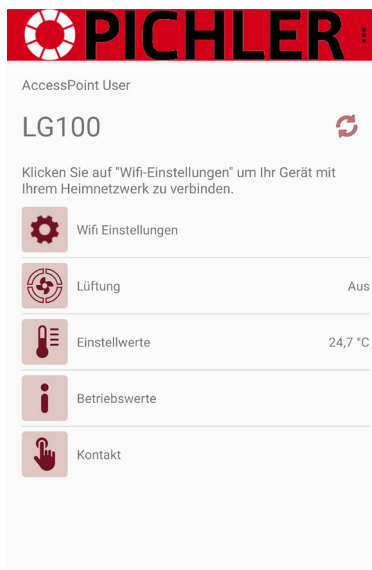 PICHLER
AccessPoint User
LG100
Klicken Sie auf "Wifi-Einstellungen" um Ihr Gerät mit
Ihrem Heimnetzwerk zu verbinden.
Wifi Einstellungen
Lüftung Aus
Einstellwerte 24,7 °C
Betriebswerte
Kontakt